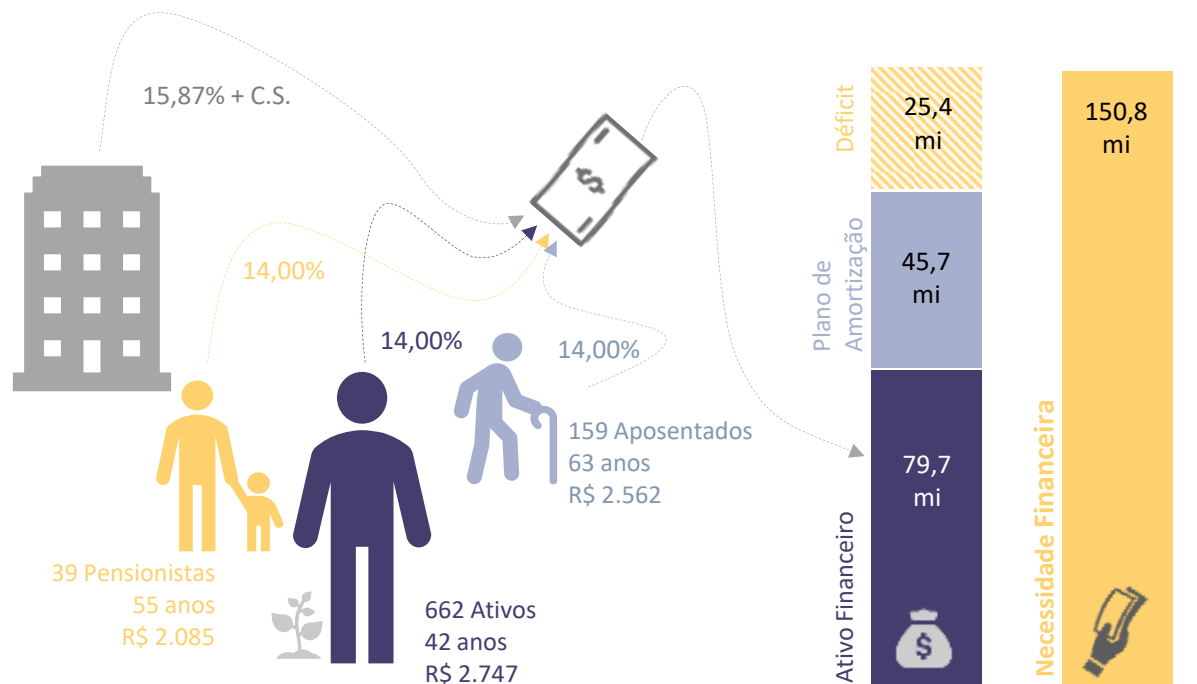 15,87% + C.S.
14,00%
14,00%
14,00%
39 Pensionistas
55 anos
R$ 2.085
662 Ativos
42 anos
R$ 2.747
159 Aposentados
63 anos
R$ 2.562
$
Déficit
25,4
mi
Plano de
Amortização
45,7
mi
Ativo Financeiro
79,7
mi
$
Necessidade Financeira
150,8
mi